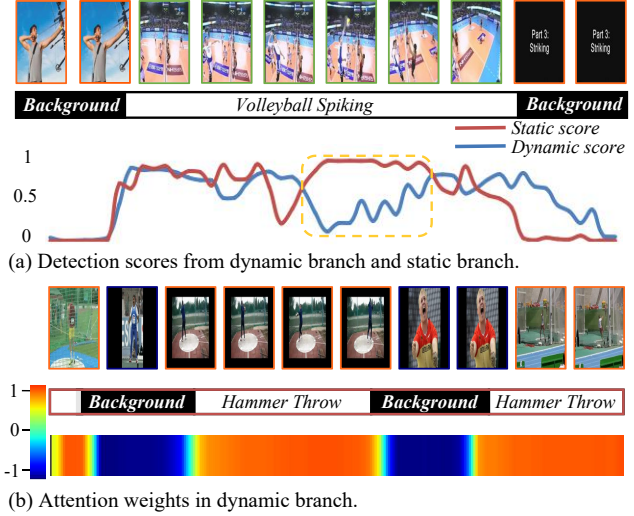 Part 3:
Striking
Part 3:
Striking
Background
Volleyball Spiking
Background
Static score
Dynamic score
1
0.5
0
(a) Detection scores from dynamic branch and static branch.
Background
Hammer Throw
Background
Hammer Throw
1
0
-1
(b) Attention weights in dynamic branch.